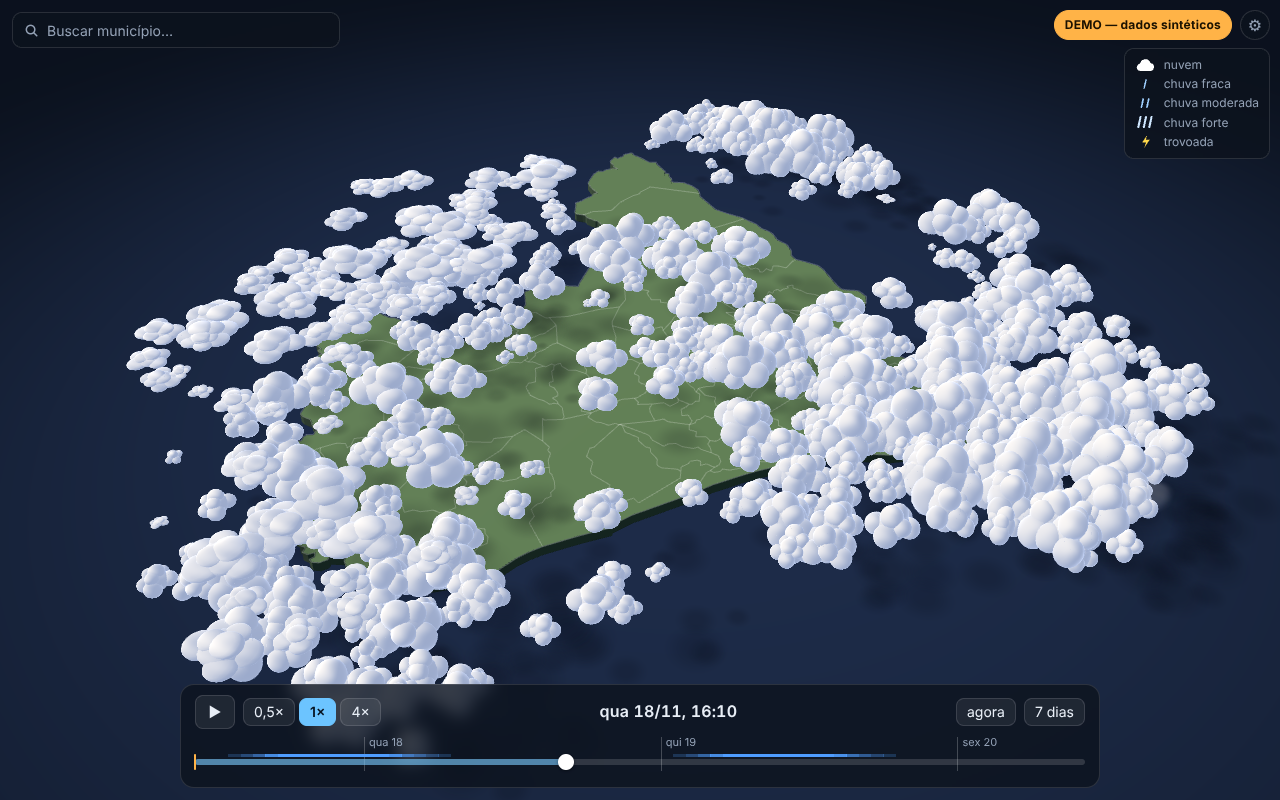 Buscar município...
DEMO — dados sintéticos
nuvem
chuva fraca
chuva moderada
chuva forte
trovoada
0,5×
1×
4×
qua 18/11, 16:10
agora
7 dias
qua 18
qui 19
sex 20